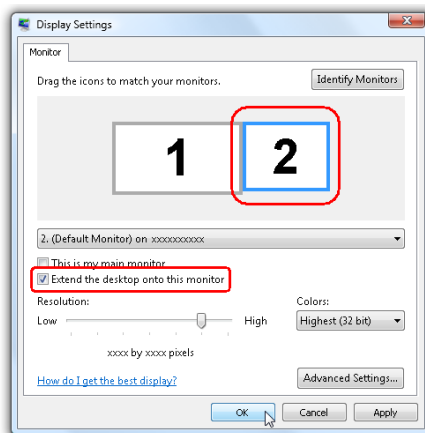 Display Settings
Monitor
Drag the icons to match your monitors.
Identify Monitors
1
2
2. (Default Monitor) on xxxxxxxxxx
This is my main monitor
Extend the desktop onto this monitor
Resolution:
Colors:
Low
High
Highest (32 bit)
xxxx by xxxx pixels
How do I get the best display?
Advanced Settings...
OK
Cancel
Apply